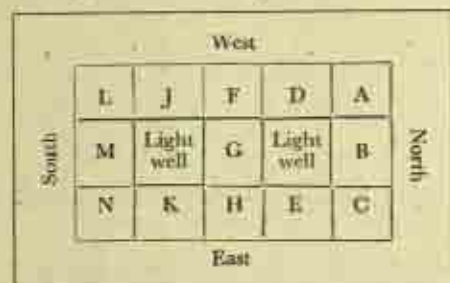 West
L J F D A
South M Light well G Light well B North
N K H E C
East